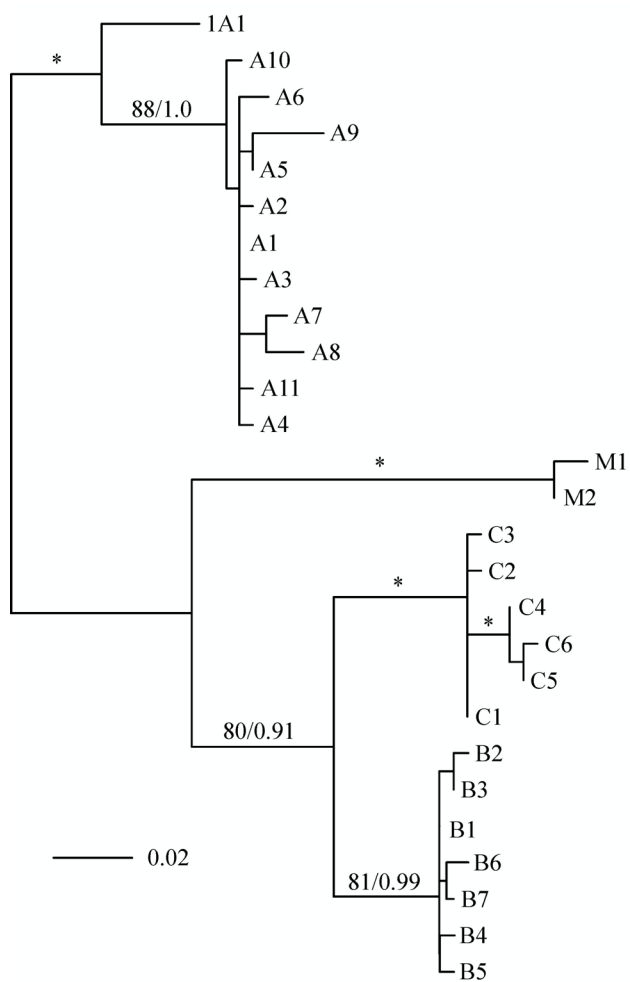 1A1
*
A10
A6
88/1.0
A9
A5
A2
A1
A3
A7
A8
A11
A4
*
M1
M2
C3
C2
*
C4
*
C6
C5
C1
80/0.91
B2
B3
B1
0.02
B6
81/0.99
B7
B4
B5